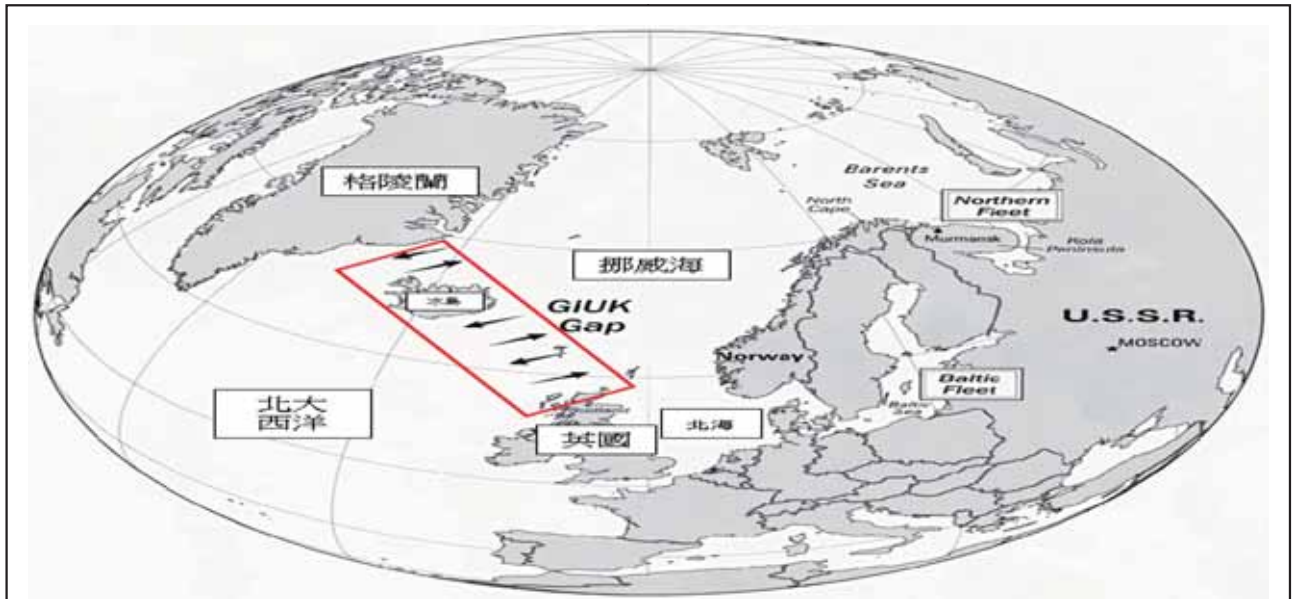 Barents
Sea
格陵蘭
North
Cape
Northern
Fleet
Murmansk
Kola
Peninsula
挪威海
冰島
GIUK
Gap
U.S.S.R.
MOSCOW
Norway
Baltic
Fleet
Baltic
Sea
北大
西洋
北海
英國